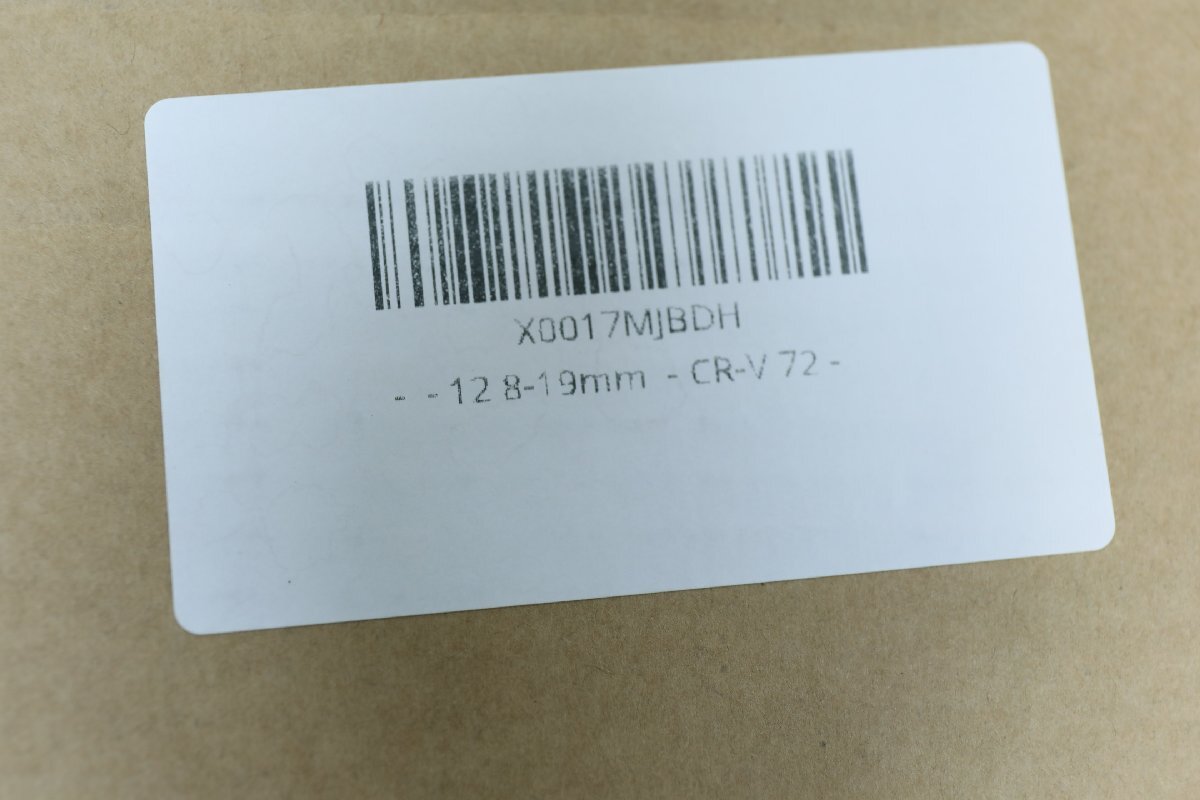 X0017MJBDH
- -12 8-19mm - CR-V 72 -